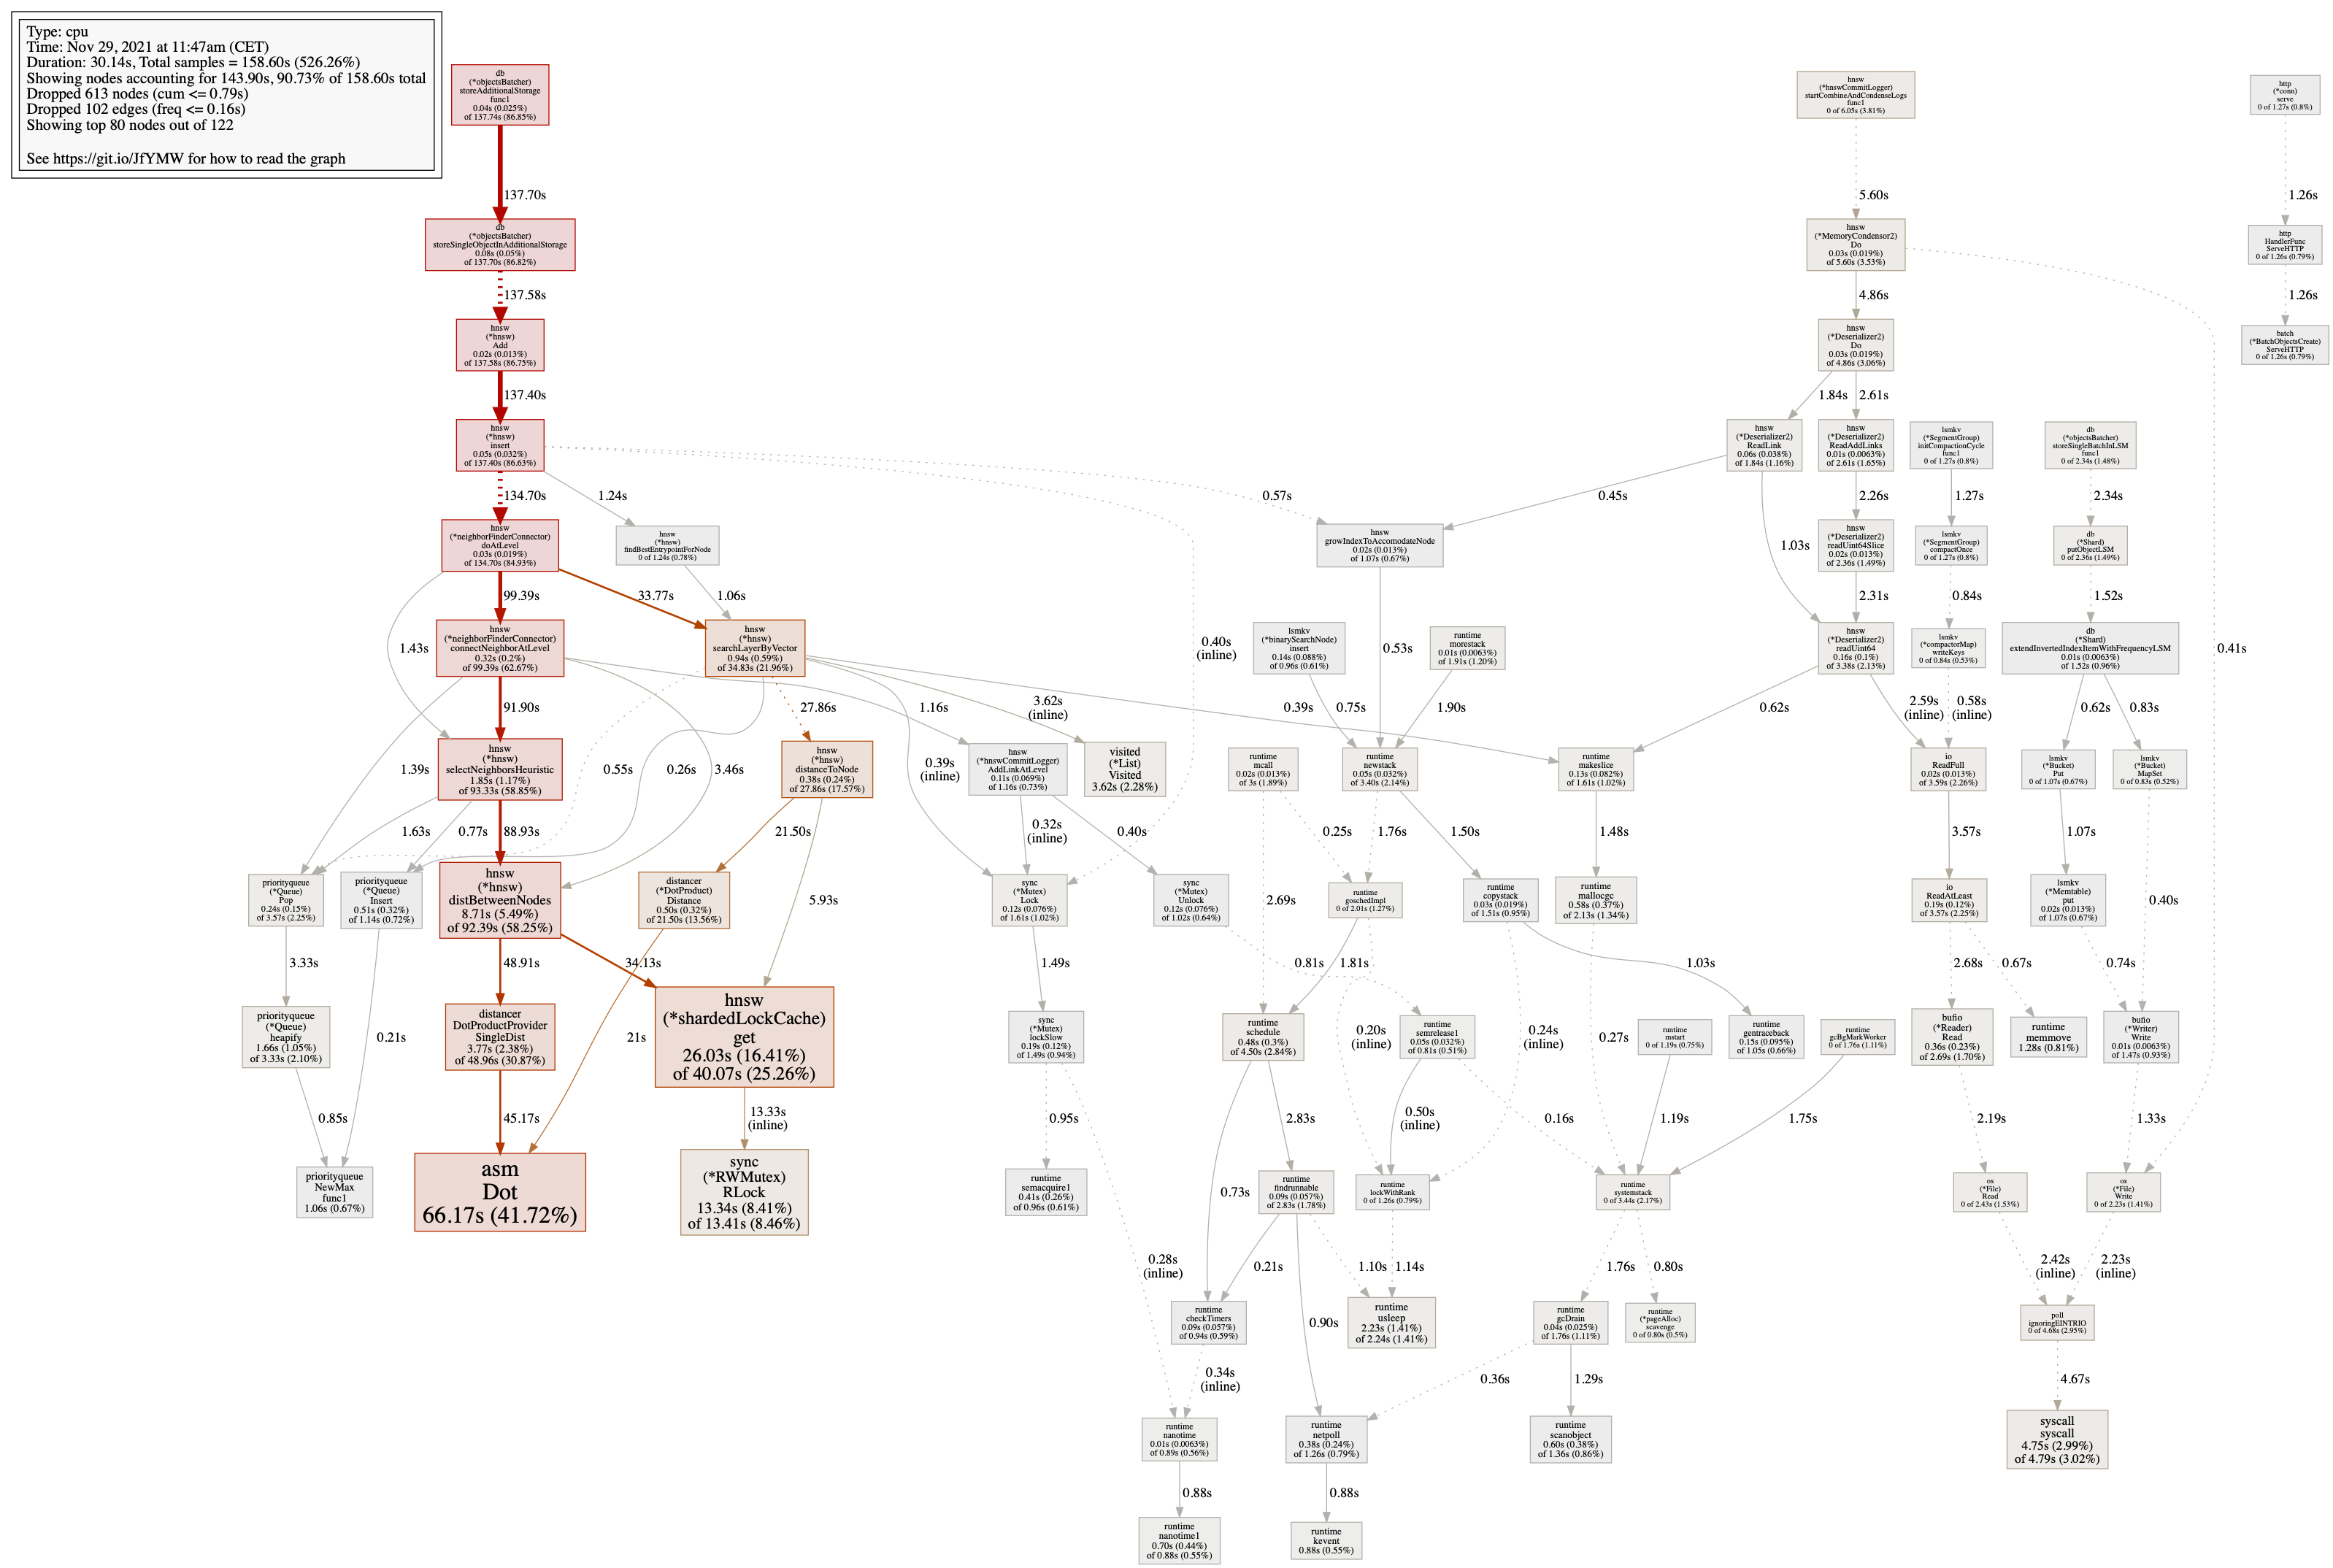 Type: cpu
Time: Nov 29, 2021 at 11:47am (CET)
Duration: 30.14s, Total samples = 158.60s (526.26%)
Showing nodes accounting for 143.90s, 90.73% of 158.60s total
Dropped 613 nodes (cum <= 0.79s)
Dropped 102 edges (freq <= 0.16s)
Showing top 80 nodes out of 122
See https://git.io/JfYMW for how to read the graph
db
(*objectsBatcher)
storeAdditionalStorage
func1
0.04s (0.025%)
of 137.74s (86.85%)
hnsw
(*hnswCommitLogger)
startCombineAndCondenseLogs
func1
0 of 6.05s (3.81%)
http
(*conn)
serve
0 of 1.27s (0.8%)
137.70s
5.60s
1.26s
db
(*objectsBatcher)
storeSingleObjectInAdditionalStorage
0.08s (0.05%)
of 137.70s (86.82%)
hnsw
(*MemoryCondensor2)
Do
0.03s (0.019%)
of 5.60s (3.53%)
http
HandlerFunc
ServeHTTP
0 of 1.26s (0.79%)
137.58s
4.86s
1.26s
hnsw
(*hnsw)
Add
0.02s (0.013%)
of 137.58s (86.75%)
hnsw
(*Deserializer2)
Do
0.03s (0.019%)
of 4.86s (3.06%)
batch
(*BatchObjectsCreate)
ServeHTTP
0 of 1.26s (0.79%)
137.40s
1.84s
2.61s
hnsw
(*hnsw)
insert
0.05s (0.032%)
of 137.40s (86.63%)
hnsw
(*Deserializer2)
ReadLink
0.06s (0.038%)
of 1.84s (1.16%)
hnsw
(*Deserializer2)
ReadAddLinks
0.01s (0.0063%)
of 2.61s (1.65%)
lsmkv
(*SegmentGroup)
initCompactionCycle
func1
0 of 1.27s (0.8%)
db
(*objectsBatcher)
storeSingleBatchInLSM
func1
0 of 2.34s (1.48%)
134.70s
1.24s
0.57s
0.45s
2.26s
1.27s
2.34s
hnsw
(*neighborFinderConnector)
doAtLevel
0.03s (0.019%)
of 134.70s (84.93%)
hnsw
(*hnsw)
findBestEntrypointForNode
0 of 1.24s (0.78%)
hnsw
growIndexToAccomodateNode
0.02s (0.013%)
of 1.07s (0.67%)
1.03s
hnsw
(*Deserializer2)
readUint64Slice
0.02s (0.013%)
of 2.36s (1.49%)
lsmkv
(*SegmentGroup)
compactOnce
0 of 1.27s (0.8%)
db
(*Shard)
putObjectLSM
0 of 2.36s (1.49%)
99.39s
33.77s
1.06s
2.31s
0.84s
1.52s
1.43s
hnsw
(*neighborFinderConnector)
connectNeighborAtLevel
0.32s (0.2%)
of 99.39s (62.67%)
hnsw
(*hnsw)
searchLayerByVector
0.94s (0.59%)
of 34.83s (21.96%)
0.40s
(inline)
lsmkv
(*binarySearchNode)
insert
0.14s (0.088%)
of 0.96s (0.61%)
0.53s
runtime
morestack
0.01s (0.0063%)
of 1.91s (1.20%)
hnsw
(*Deserializer2)
readUint64
0.16s (0.1%)
of 3.38s (2.13%)
lsmkv
(*compactorMap)
writeKeys
0 of 0.84s (0.53%)
db
(*Shard)
extendInvertedIndexItemWithFrequencyLSM
0.01s (0.0063%)
of 1.52s (0.96%)
0.41s
91.90s
27.86s
1.16s
3.62s
(inline)
0.39s
0.75s
1.90s
0.62s
2.59s
(inline)
0.58s
(inline)
0.62s
0.83s
1.39s
hnsw
(*hnsw)
selectNeighborsHeuristic
1.85s (1.17%)
of 93.33s (58.85%)
0.55s
0.26s
3.46s
hnsw
(*hnsw)
distanceToNode
0.38s (0.24%)
of 27.86s (17.57%)
0.39s
(inline)
hnsw
(*hnswCommitLogger)
AddLinkAtLevel
0.11s (0.069%)
of 1.16s (0.73%)
visited
(*List)
Visited
3.62s (2.28%)
runtime
mcall
0.02s (0.013%)
of 3s (1.89%)
runtime
newstack
0.05s (0.032%)
of 3.40s (2.14%)
runtime
makeslice
0.13s (0.082%)
of 1.61s (1.02%)
io
ReadFull
0.02s (0.013%)
of 3.59s (2.26%)
lsmkv
(*Bucket)
Put
0 of 1.07s (0.67%)
lsmkv
(*Bucket)
MapSet
0 of 0.83s (0.52%)
1.63s
0.77s
88.93s
21.50s
0.32s
(inline)
0.40s
0.25s
1.76s
1.50s
1.48s
3.57s
1.07s
priorityqueue
(*Queue)
Pop
0.24s (0.15%)
of 3.57s (2.25%)
priorityqueue
(*Queue)
Insert
0.51s (0.32%)
of 1.14s (0.72%)
hnsw
(*hnsw)
distBetweenNodes
8.71s (5.49%)
of 92.39s (58.25%)
distancer
(*DotProduct)
Distance
0.50s (0.32%)
of 21.50s (13.56%)
5.93s
sync
(*Mutex)
Lock
0.12s (0.076%)
of 1.61s (1.02%)
sync
(*Mutex)
Unlock
0.12s (0.076%)
of 1.02s (0.64%)
2.69s
runtime
goschedImpl
0 of 2.01s (1.27%)
runtime
copystack
0.03s (0.019%)
of 1.51s (0.95%)
runtime
mallocgc
0.58s (0.37%)
of 2.13s (1.34%)
io
ReadAtLeast
0.19s (0.12%)
of 3.57s (2.25%)
lsmkv
(*Memtable)
put
0.02s (0.013%)
of 1.07s (0.67%)
0.40s
3.33s
48.91s
34.13s
1.49s
0.81s
1.81s
1.03s
2.68s
0.67s
0.74s
priorityqueue
(*Queue)
heapify
1.66s (1.05%)
of 3.33s (2.10%)
0.21s
distancer
DotProductProvider
SingleDist
3.77s (2.38%)
of 48.96s (30.87%)
21s
hnsw
(*shardedLockCache)
get
26.03s (16.41%)
of 40.07s (25.26%)
sync
(*Mutex)
lockSlow
0.19s (0.12%)
of 1.49s (0.94%)
runtime
schedule
0.48s (0.3%)
of 4.50s (2.84%)
0.20s
(inline)
runtime
semrelease1
0.05s (0.032%)
of 0.81s (0.51%)
0.24s
(inline)
0.27s
runtime
mstart
0 of 1.19s (0.75%)
runtime
gentraceback
0.15s (0.095%)
of 1.05s (0.66%)
runtime
gcBgMarkWorker
0 of 1.76s (1.11%)
bufio
(*Reader)
Read
0.36s (0.23%)
of 2.69s (1.70%)
runtime
memmove
1.28s (0.81%)
bufio
(*Writer)
Write
0.01s (0.0063%)
of 1.47s (0.93%)
0.85s
45.17s
13.33s
(inline)
0.95s
2.83s
0.50s
(inline)
0.16s
1.19s
1.75s
2.19s
1.33s
priorityqueue
NewMax
func1
1.06s (0.67%)
asm
Dot
66.17s (41.72%)
sync
(*RWMutex)
RLock
13.34s (8.41%)
of 13.41s (8.46%)
runtime
semacquire1
0.41s (0.26%)
of 0.96s (0.61%)
0.73s
runtime
findrunnable
0.09s (0.057%)
of 2.83s (1.78%)
runtime
lockWithRank
0 of 1.26s (0.79%)
runtime
systemstack
0 of 3.44s (2.17%)
os
(*File)
Read
0 of 2.43s (1.53%)
os
(*File)
Write
0 of 2.23s (1.41%)
0.28s
(inline)
0.21s
1.10s
1.14s
1.76s
0.80s
2.42s
(inline)
2.23s
(inline)
runtime
checkTimers
0.09s (0.057%)
of 0.94s (0.59%)
0.90s
runtime
usleep
2.23s (1.41%)
of 2.24s (1.41%)
runtime
gcDrain
0.04s (0.025%)
of 1.76s (1.11%)
runtime
(*pageAlloc)
scavenge
0 of 0.80s (0.5%)
poll
ignoringEINTRIO
0 of 4.68s (2.95%)
0.34s
(inline)
0.36s
1.29s
4.67s
runtime
nanotime
0.01s (0.0063%)
of 0.89s (0.56%)
runtime
netpoll
0.38s (0.24%)
of 1.26s (0.79%)
runtime
scanobject
0.60s (0.38%)
of 1.36s (0.86%)
syscall
syscall
4.75s (2.99%)
of 4.79s (3.02%)
0.88s
0.88s
runtime
nanotime1
0.70s (0.44%)
of 0.88s (0.55%)
runtime
kevent
0.88s (0.55%)